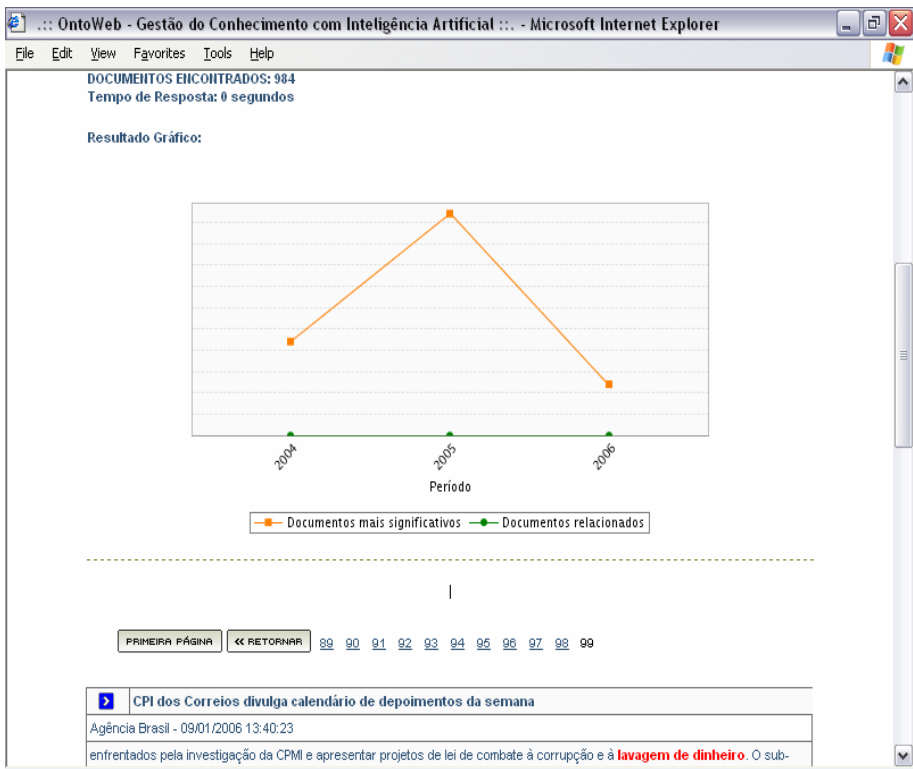 .:: OntoWeb - Gestão do Conhecimento com Inteligência Artificial ::. - Microsoft Internet Explorer
File Edit View Favorites Tools Help
DOCUMENTOS ENCONTRADOS: 984
Tempo de Resposta: 0 segundos
Resultado Gráfico:
2004 2005 2006
Período
Documentos mais significativos Documentos relacionados
PRIMEIRA PÁGINA << RETORNAR 89 90 91 92 93 94 95 96 97 98 99
CPI dos Correios divulga calendário de depoimentos da semana
Agência Brasil - 09/01/2006 13:40:23
enfrentados pela investigação da CPMI e apresentar projetos de lei de combate à corrupção e à lavagem de dinheiro. O sub-